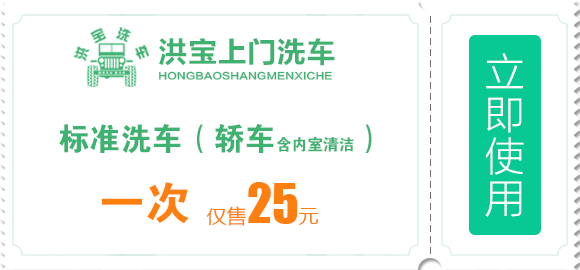 洪宝洗车
洪宝上门洗车
HONGBAOSHANGMENXICHE
标准洗车（轿车含内室清洁）
一次 仅售25元
立即使用